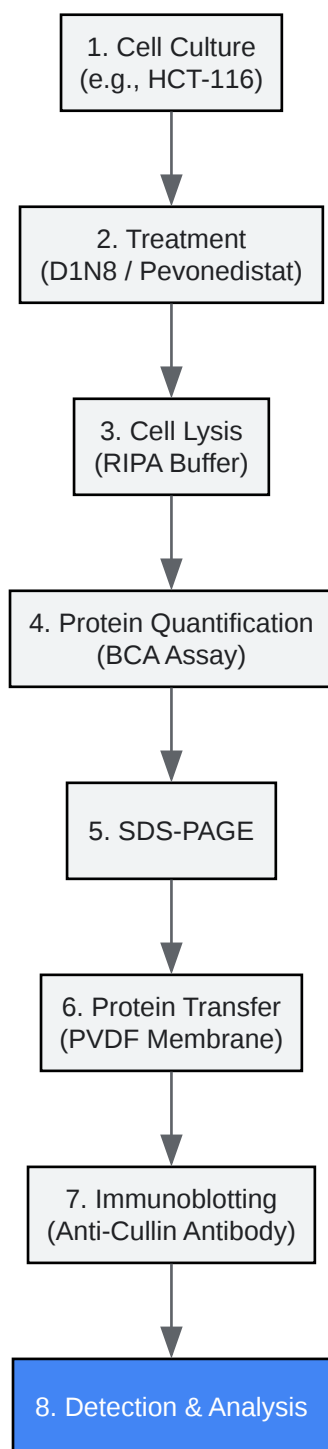 1. Cell Culture
(e.g., HCT-116)
2. Treatment
(D1N8 / Pevonedistat)
3. Cell Lysis
(RIPA Buffer)
4. Protein Quantification
(BCA Assay)
5. SDS-PAGE
6. Protein Transfer
(PVDF Membrane)
7. Immunoblotting
(Anti-Cullin Antibody)
8. Detection & Analysis